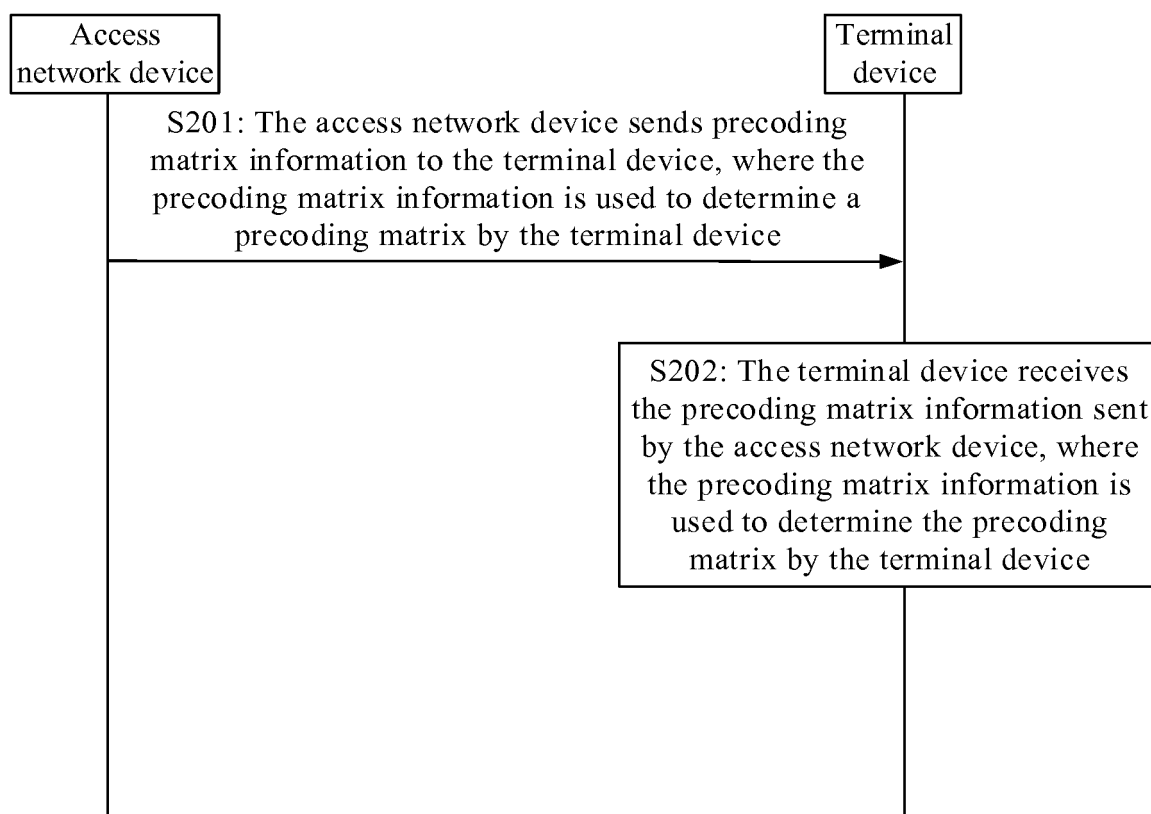 Access
network device
Terminal
device
S201: The access network device sends precoding
matrix information to the terminal device, where the
precoding matrix information is used to determine a
precoding matrix by the terminal device
S202: The terminal device receives
the precoding matrix information sent
by the access network device, where
the precoding matrix information is
used to determine the precoding
matrix by the terminal device